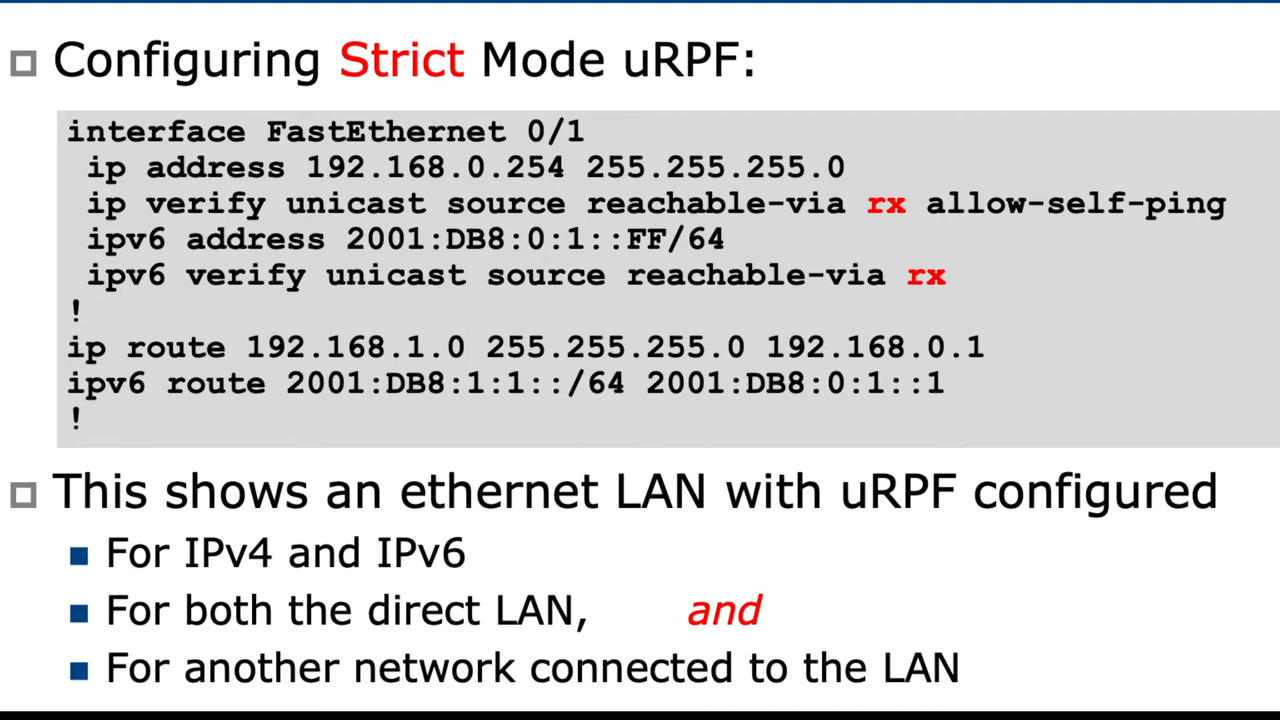 Configuring Strict Mode uRPF:
interface FastEthernet 0/1
ip address 192.168.0.254 255.255.255.0
ip verify unicast source reachable-via rx allow-self-ping
ipv6 address 2001:DB8:0:1::FF/64
ipv6 verify unicast source reachable-via rx
!
ip route 192.168.1.0 255.255.255.0 192.168.0.1
ipv6 route 2001:DB8:1:1::/64 2001:DB8:0:1::1
!
This shows an ethernet LAN with uRPF configured
For IPv4 and IPv6
For both the direct LAN, and
For another network connected to the LAN